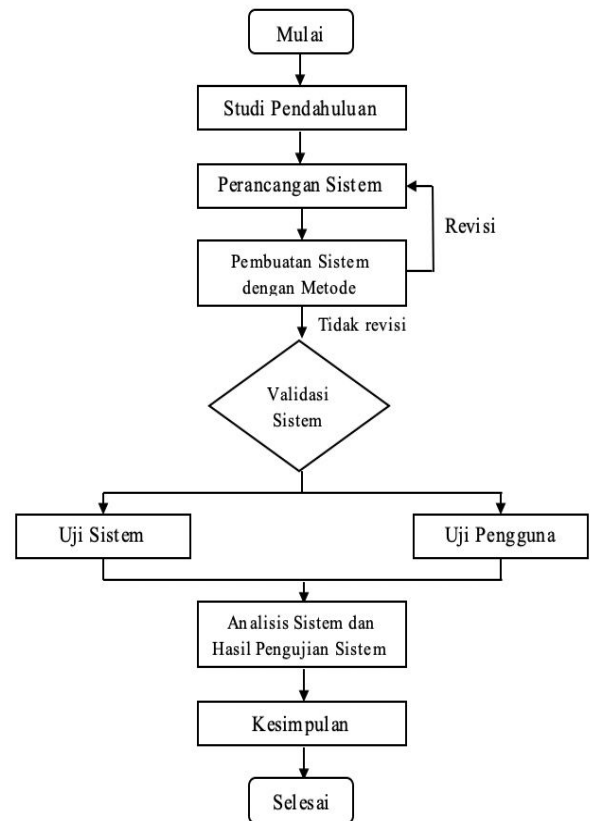 Mulai
Studi Pendahuluan
Perancangan Sistem
Revisi
Pembuatan Sistem
dengan Metode
Tidak revisi
Validasi
Sistem
Uji Sistem
Uji Pengguna
Analisis Sistem dan
Hasil Pengujian Sistem
Kesimpulan
Selesai